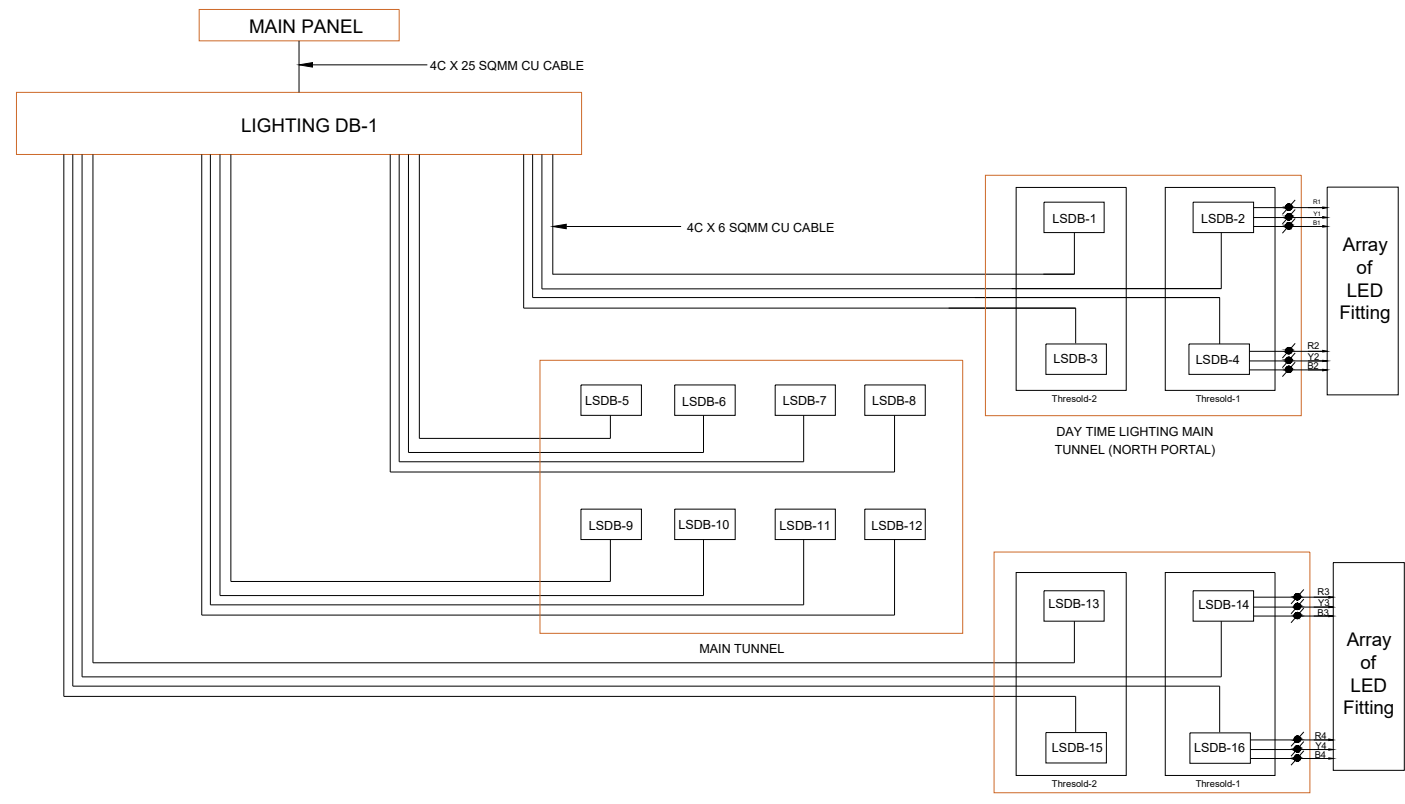 MAIN PANEL
4C X 25 SQMM CU CABLE
LIGHTING DB-1
4C X 6 SQMM CU CABLE
LSDB-1
LSDB-2
R1
Y1
B1
Array
of
LED
Fitting
LSDB-3
LSDB-4
R2
Y2
B2
Thresold-2
Thresold-1
DAY TIME LIGHTING MAIN
TUNNEL (NORTH PORTAL)
LSDB-5
LSDB-6
LSDB-7
LSDB-8
LSDB-9
LSDB-10
LSDB-11
LSDB-12
MAIN TUNNEL
LSDB-13
LSDB-14
R3
Y3
B3
Array
of
LED
Fitting
LSDB-15
LSDB-16
R4
Y4
B4
Thresold-2
Thresold-1